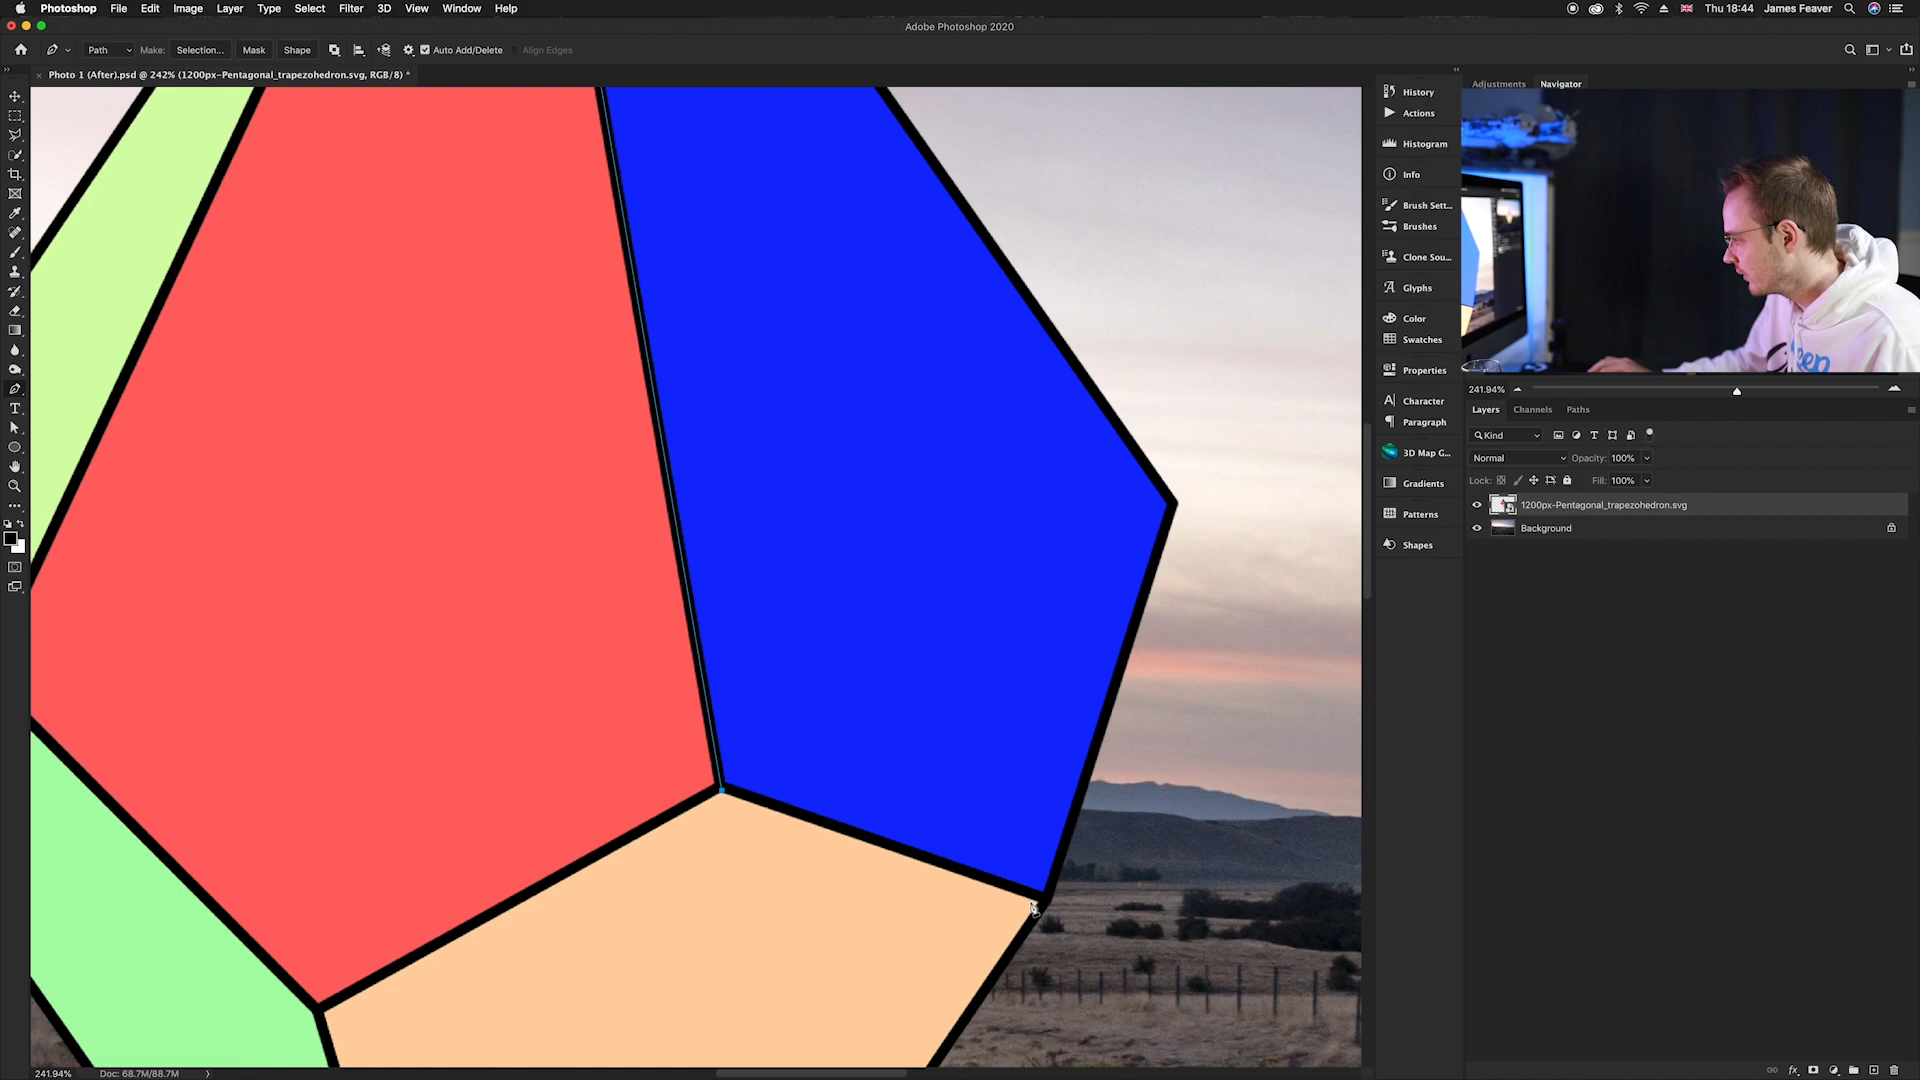 Photoshop File Edit Image Layer Type Select Filter 3D View Window Help Thu 18:44 James Feaver
Adobe Photoshop 2020
Path Make: Selection... Mask Shape Auto Add/Delete Align Edges
Photo 1 (After).psd @ 242% (1200px-Pentagonal_trapezohedron.svg, RGB/8) *
History
Actions
Histogram
Info
Brush Sett...
Brushes
Clone Sou...
Glyphs
Color
Swatches
Properties
Character
Paragraph
3D Map G...
Gradients
Patterns
Shapes
Adjustments Navigator
241.94%
Layers Channels Paths
Kind
Normal Opacity: 100%
Lock: Fill: 100%
1200px-Pentagonal_trapezohedron.svg
Background
241.94% Doc: 68.7M/88.7M